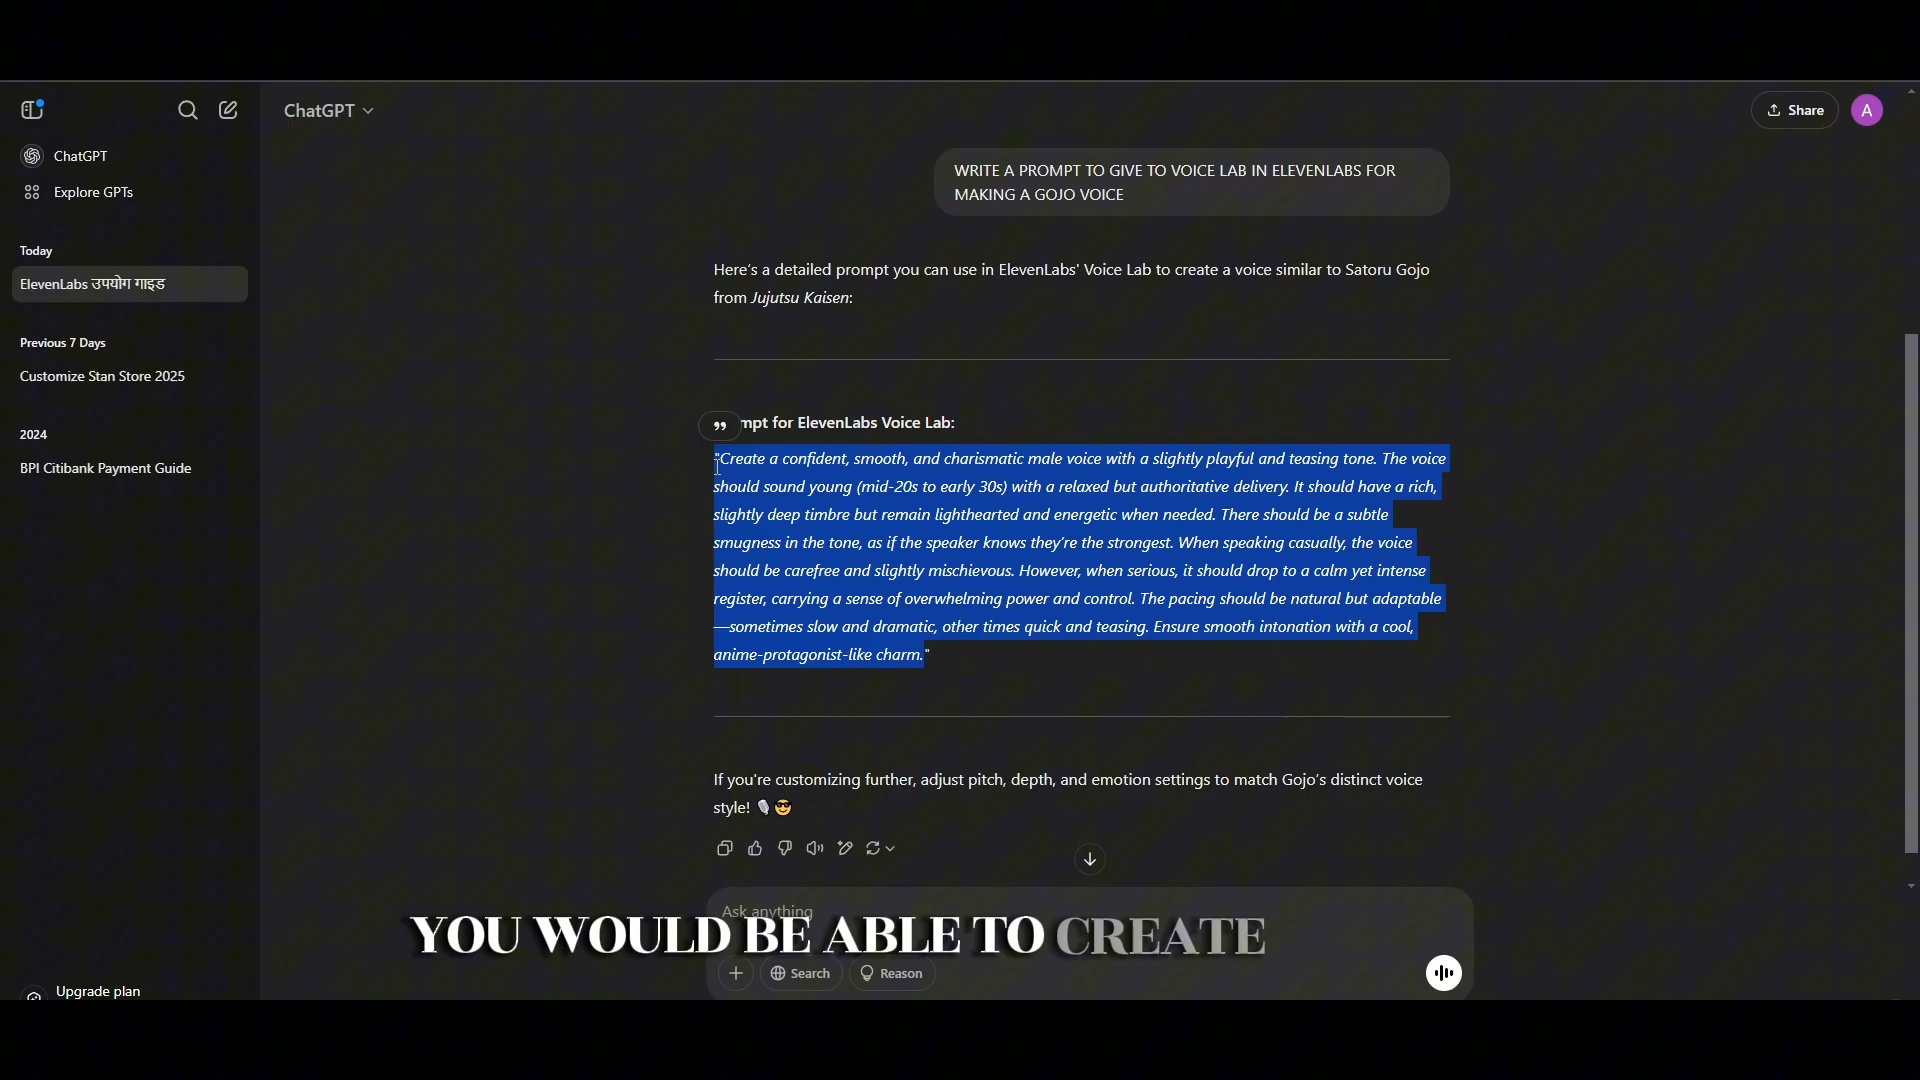 ChatGPT
Share
A
ChatGPT
Explore GPTs
Today
ElevenLabs उपयोग गाइड
Previous 7 Days
Customize Stan Store 2025
2024
BPI Citibank Payment Guide
Upgrade plan
WRITE A PROMPT TO GIVE TO VOICE LAB IN ELEVENLABS FOR
MAKING A GOJO VOICE
Here's a detailed prompt you can use in ElevenLabs' Voice Lab to create a voice similar to Satoru Gojo
from Jujutsu Kaisen:
mpt for ElevenLabs Voice Lab:
"Create a confident, smooth, and charismatic male voice with a slightly playful and teasing tone. The voice
should sound young (mid-20s to early 30s) with a relaxed but authoritative delivery. It should have a rich,
slightly deep timbre but remain lighthearted and energetic when needed. There should be a subtle
smugness in the tone, as if the speaker knows they're the strongest. When speaking casually, the voice
should be carefree and slightly mischievous. However, when serious, it should drop to a calm yet intense
register, carrying a sense of overwhelming power and control. The pacing should be natural but adaptable
—sometimes slow and dramatic, other times quick and teasing. Ensure smooth intonation with a cool,
anime-protagonist-like charm."
If you're customizing further, adjust pitch, depth, and emotion settings to match Gojo's distinct voice
style! 🎙️😎
Ask anything
YOU WOULD BE ABLE TO CREATE
Search
Reason